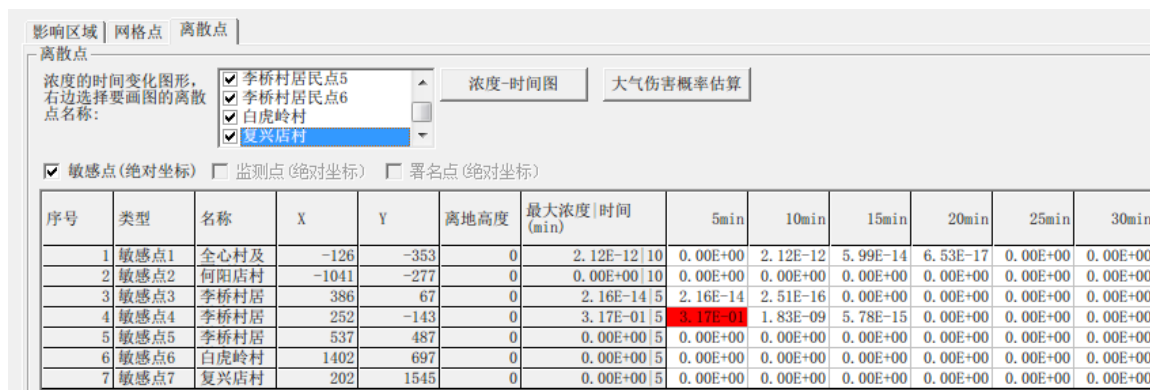 影响区域 网格点 离散点
离散点
浓度的时间变化图形，
右边选择要画图的离散
点名称：
李桥村居民点5
李桥村居民点6
白虎岭村
复兴店村
浓度-时间图 大气伤害概率估算
敏感点(绝对坐标) 监测点(绝对坐标) 署名点(绝对坐标)
序号 类型 名称 X Y 离地高度 最大浓度|时间(min) 5min 10min 15min 20min 25min 30min
1 敏感点1 全心村及 -126 -353 0 2.12E-12|10 0.00E+00 2.12E-12 5.99E-14 6.53E-17 0.00E+00 0.00E+00
2 敏感点2 何阳店村 -1041 -277 0 0.00E+00|10 0.00E+00 0.00E+00 0.00E+00 0.00E+00 0.00E+00 0.00E+00
3 敏感点3 李桥村居 386 67 0 2.16E-14|5 2.16E-14 2.51E-16 0.00E+00 0.00E+00 0.00E+00 0.00E+00
4 敏感点4 李桥村居 252 -143 0 3.17E-01|5 3.17E-01 1.83E-09 5.78E-15 0.00E+00 0.00E+00 0.00E+00
5 敏感点5 李桥村居 537 487 0 0.00E+00|5 0.00E+00 0.00E+00 0.00E+00 0.00E+00 0.00E+00 0.00E+00
6 敏感点6 白虎岭村 1402 697 0 0.00E+00|5 0.00E+00 0.00E+00 0.00E+00 0.00E+00 0.00E+00 0.00E+00
7 敏感点7 复兴店村 202 1545 0 0.00E+00|5 0.00E+00 0.00E+00 0.00E+00 0.00E+00 0.00E+00 0.00E+00